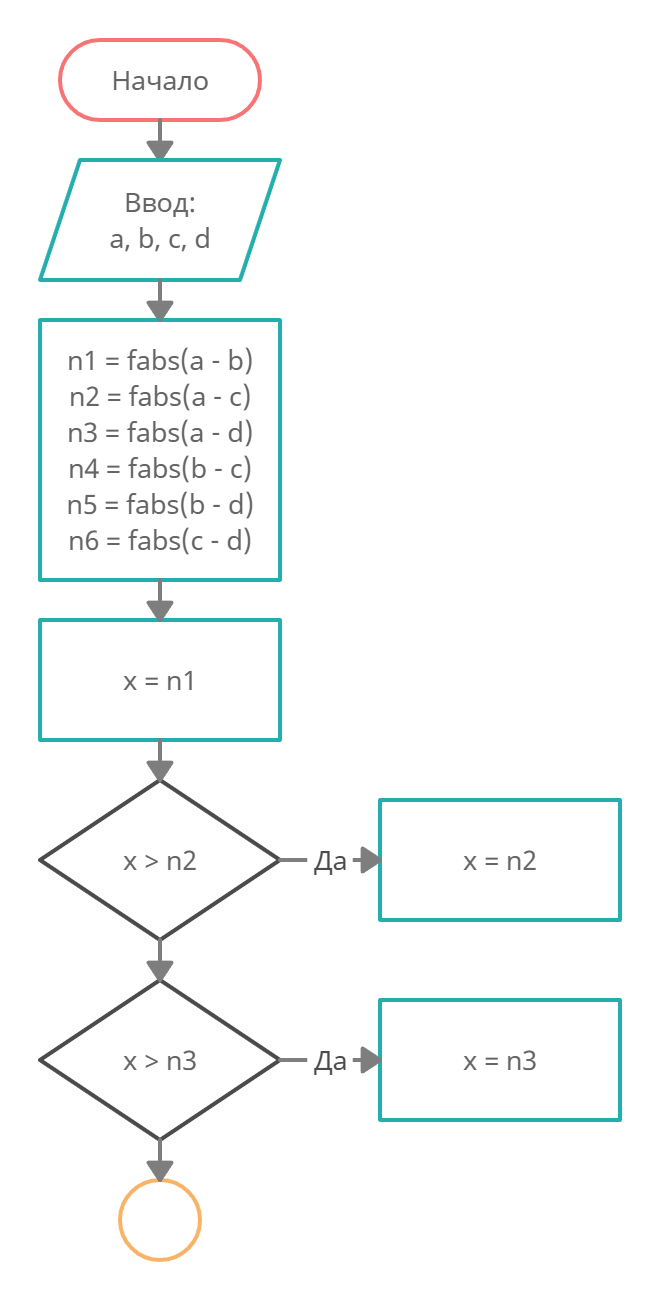 Начало
Ввод:
a, b, c, d
n1 = fabs(a - b)
n2 = fabs(a - c)
n3 = fabs(a - d)
n4 = fabs(b - c)
n5 = fabs(b - d)
n6 = fabs(c - d)
x = n1
x > n2
Да
x = n2
x > n3
Да
x = n3